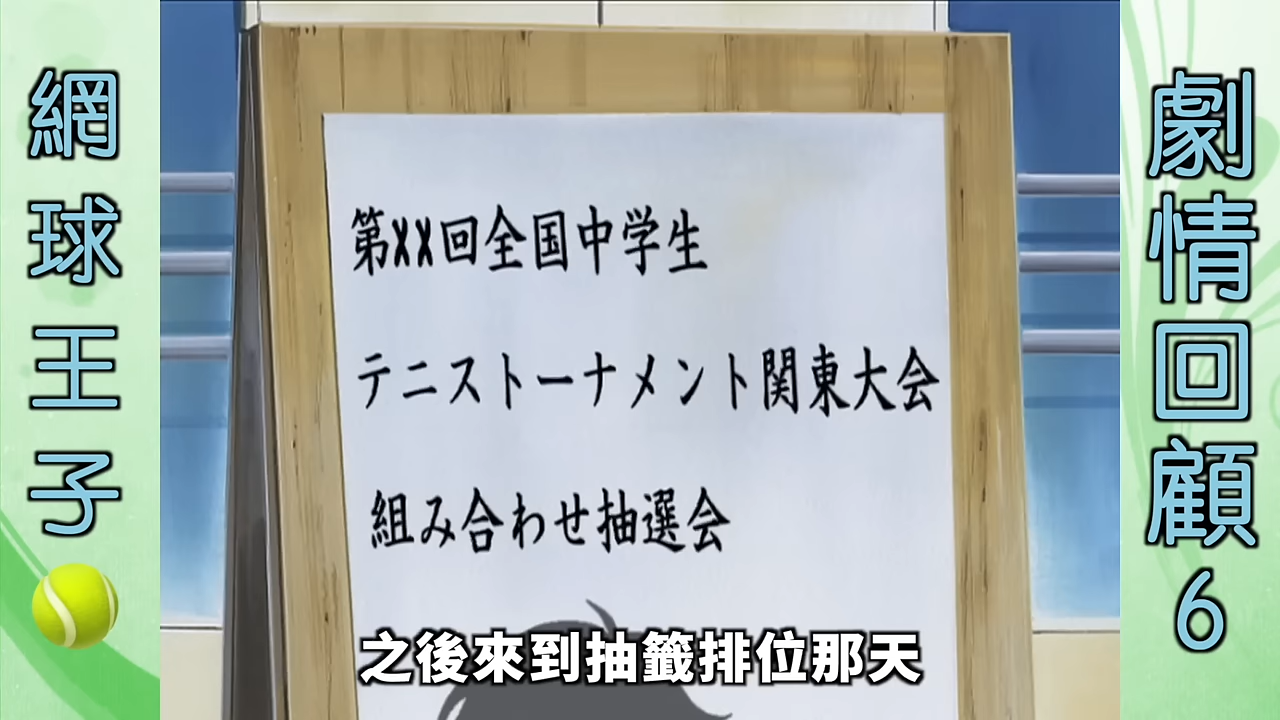 網球王子
第XX回全国中学生
テニストーナメント関東大会
組み合わせ抽選会
之後來到抽籤排位那天
劇情回顧6